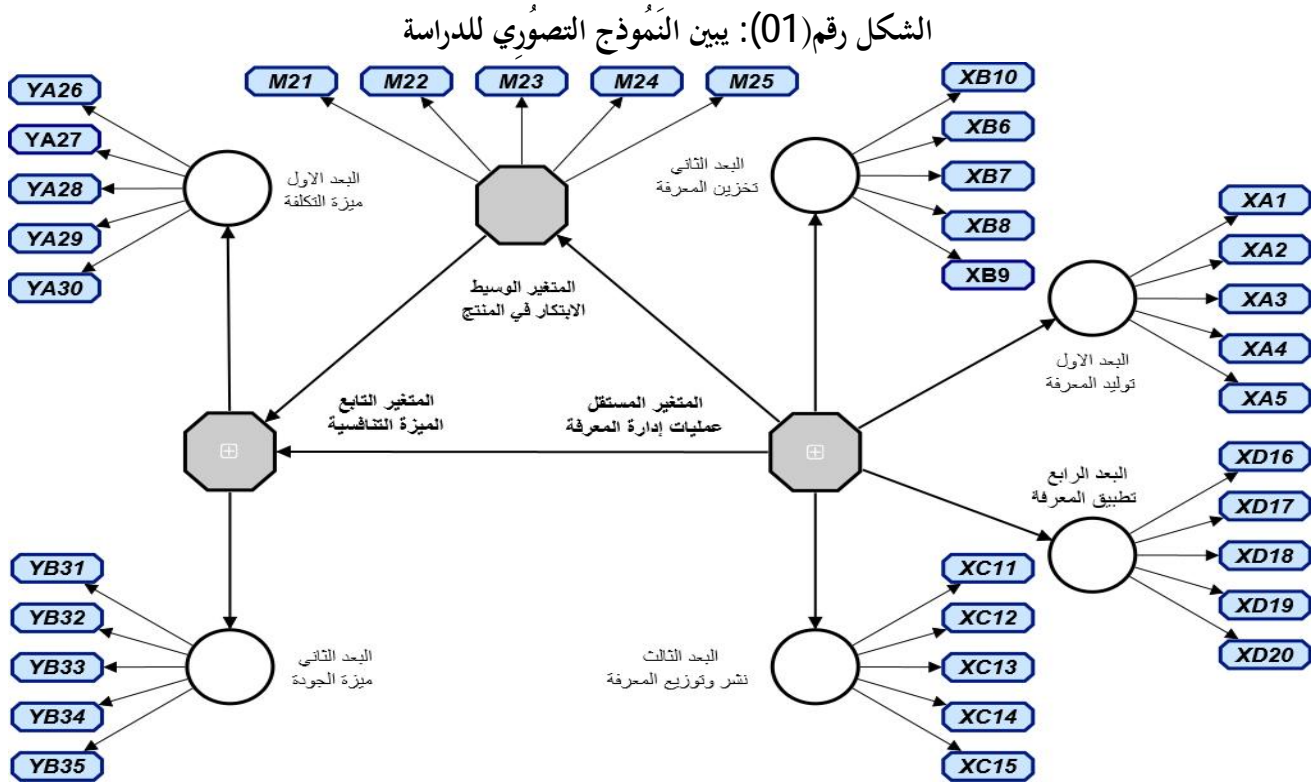 الشكل رقم(01): يبين النَمُوذج التصوُرِي للدراسة
XB10
XB6
XB7
XB8
XB9
البعد الثاني
تخزين المعرفة
M21
M22
M23
M24
M25
YA26
YA27
YA28
YA29
YA30
البعد الاول
ميزة التكلفة
XA1
XA2
XA3
XA4
XA5
البعد الاول
توليد المعرفة
المتغير الوسيط
الابتكار في المنتج
المتغير المستقل
عمليات إدارة المعرفة
المتغير التابع
الميزة التنافسية
البعد الرابع
تطبيق المعرفة
XD16
XD17
XD18
XD19
XD20
XC11
XC12
XC13
XC14
XC15
البعد الثالث
نشر وتوزيع المعرفة
البعد الثاني
ميزة الجودة
YB31
YB32
YB33
YB34
YB35